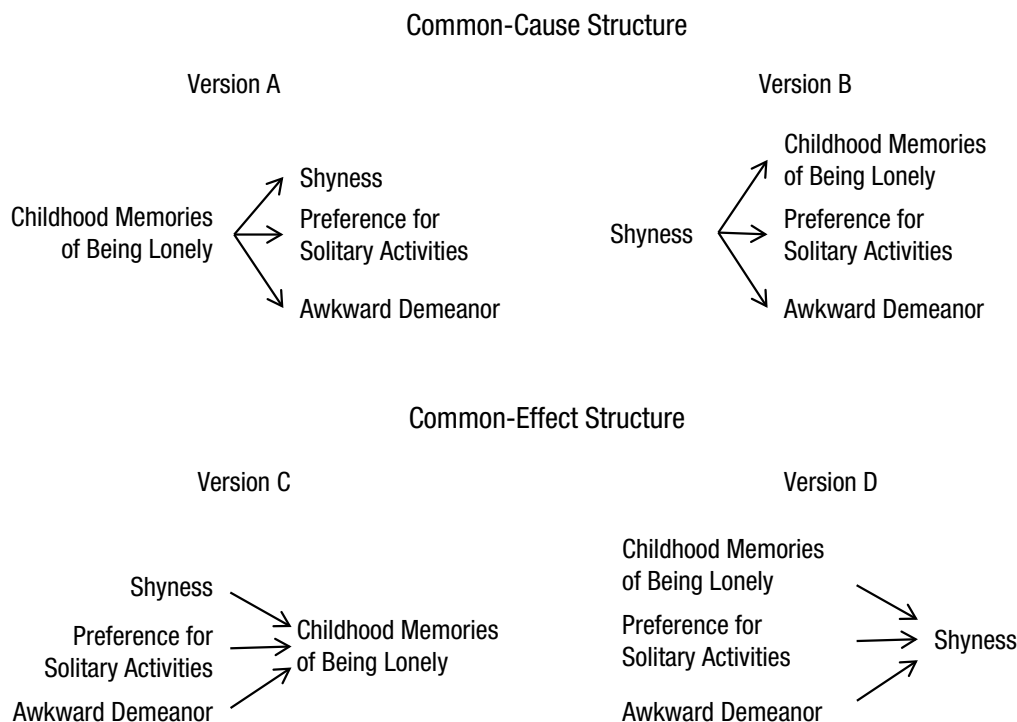 Common-Cause Structure
Version A
Childhood Memories
of Being Lonely
Shyness
Preference for
Solitary Activities
Awkward Demeanor
Version B
Shyness
Childhood Memories
of Being Lonely
Preference for
Solitary Activities
Awkward Demeanor
Common-Effect Structure
Version C
Shyness
Preference for
Solitary Activities
Awkward Demeanor
Childhood Memories
of Being Lonely
Version D
Childhood Memories
of Being Lonely
Preference for
Solitary Activities
Awkward Demeanor
Shyness